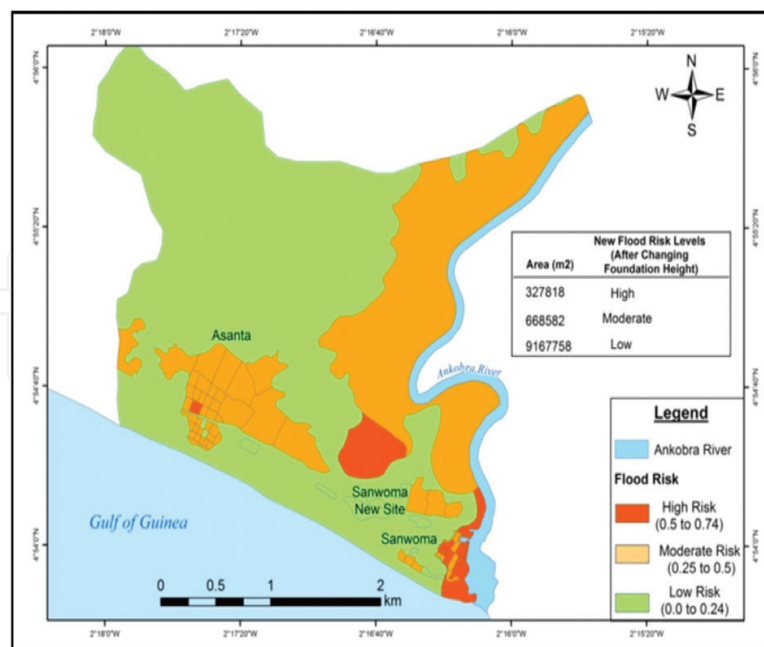 2°18'0"W 2°17'20"W 2°16'40"W 2°16'0"W 2°15'20"W
4°56'0"N
4°56'0"N
N
W E
S
4°55'20"N
4°55'20"N
New Flood Risk Levels
Area (m2) (After Changing
Foundation Height)
327818 High
668582 Moderate
9167758 Low
Asanta
Ankobra River
4°54'40"N
4°54'40"N
Legend
Ankobra River
Flood Risk
High Risk
(0.5 to 0.74)
Moderate Risk
(0.25 to 0.5)
Low Risk
(0.0 to 0.24)
Sanwoma
New Site
Gulf of Guinea
Sanwoma
4°54'0"N
4°54'0"N
0 0.5 1 2
km
2°18'0"W 2°17'20"W 2°16'40"W 2°16'0"W 2°15'20"W